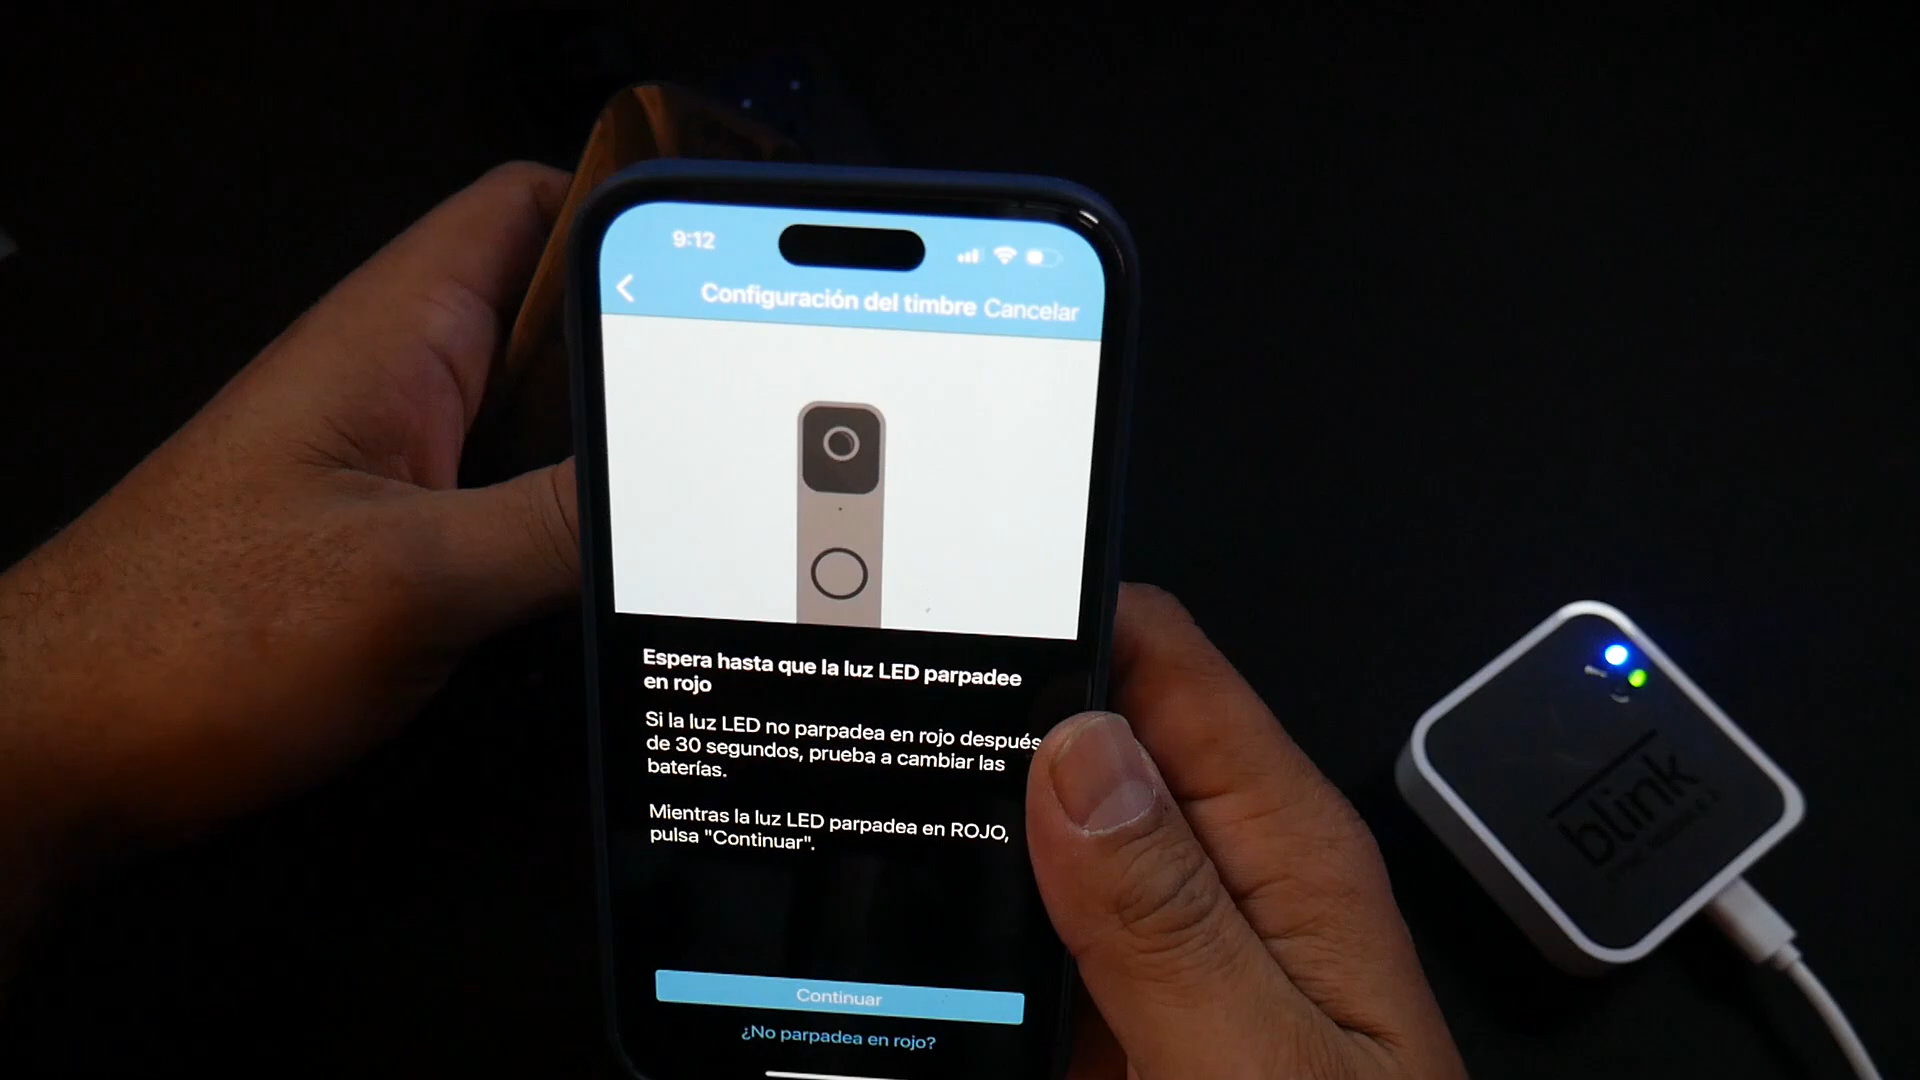 9:12
Configuración del timbre Cancelar
Espera hasta que la luz LED parpadee
en rojo
Si la luz LED no parpadea en rojo después
de 30 segundos, prueba a cambiar las
baterías.
Mientras la luz LED parpadea en ROJO,
pulsa "Continuar".
Continuar
¿No parpadea en rojo?
blink